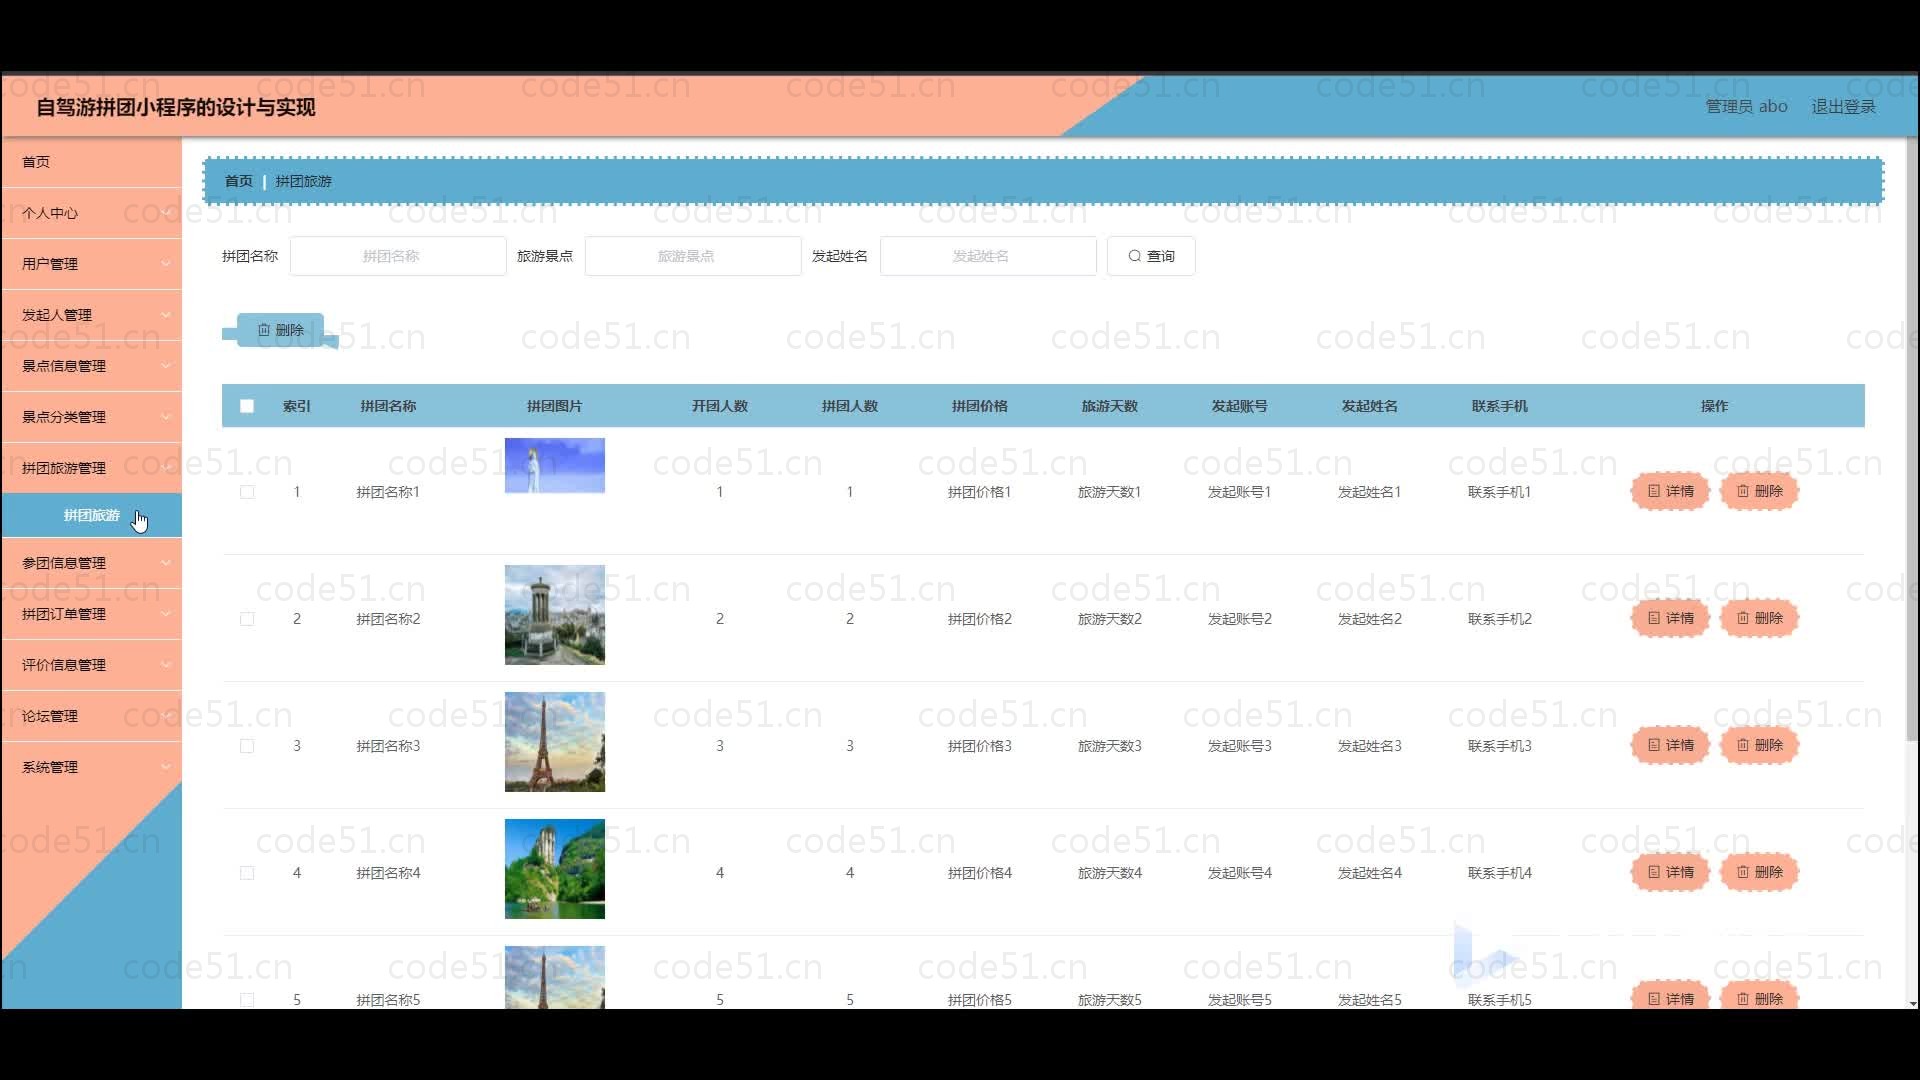 自驾游拼团小程序的设计与实现
管理员 abo 退出登录
首页
个人中心
用户管理
发起人管理
景点信息管理
景点分类管理
拼团旅游管理
拼团旅游
参团信息管理
拼团订单管理
评价信息管理
论坛管理
系统管理
首页 | 拼团旅游
拼团名称 拼团名称 旅游景点 旅游景点 发起姓名 发起姓名 查询
删除
索引 拼团名称 拼团图片 开团人数 拼团人数 拼团价格 旅游天数 发起账号 发起姓名 联系手机 操作
1 拼团名称1 1 1 拼团价格1 旅游天数1 发起账号1 发起姓名1 联系手机1 详情 删除
2 拼团名称2 2 2 拼团价格2 旅游天数2 发起账号2 发起姓名2 联系手机2 详情 删除
3 拼团名称3 3 3 拼团价格3 旅游天数3 发起账号3 发起姓名3 联系手机3 详情 删除
4 拼团名称4 4 4 拼团价格4 旅游天数4 发起账号4 发起姓名4 联系手机4 详情 删除
5 拼团名称5 5 5 拼团价格5 旅游天数5 发起账号5 发起姓名5 联系手机5 详情 删除
code51.cn